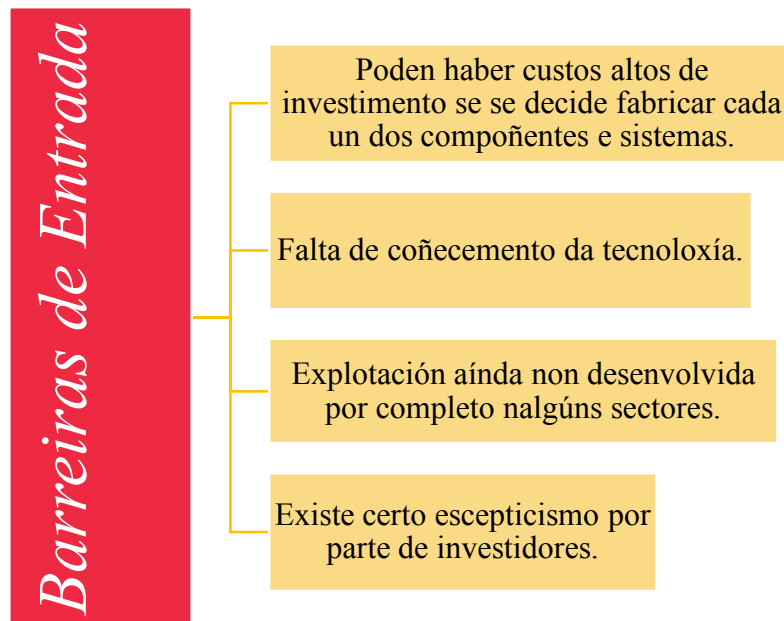 Barreiras de Entrada
Poden haber custos altos de
investimento se se decide fabricar cada
un dos compoñentes e sistemas.
Falta de coñecemento da tecnoloxía.
Explotación aínda non desenvolvida
por completo nalgúns sectores.
Existe certo escepticismo por
parte de investidores.